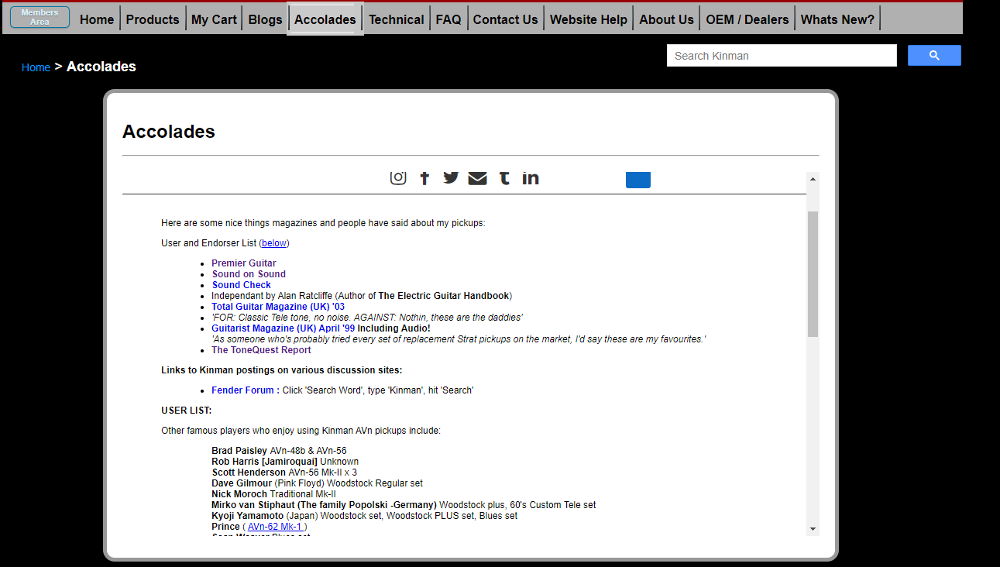 Members
Area
Home Products My Cart Blogs Accolades Technical FAQ Contact Us Website Help About Us OEM / Dealers Whats New?
Search Kinman
Home > Accolades
Accolades
Here are some nice things magazines and people have said about my pickups:
User and Endorser List (below)
Premier Guitar
Sound on Sound
Sound Check
Independant by Alan Ratcliffe (Author of The Electric Guitar Handbook)
Total Guitar Magazine (UK) '03
'FOR: Classic Tele tone, no noise. AGAINST: Nothin, these are the daddies'
Guitarist Magazine (UK) April '99 Including Audio!
'As someone who's probably tried every set of replacement Strat pickups on the market, I'd say these are my favourites.'
The ToneQuest Report
Links to Kinman postings on various discussion sites:
Fender Forum : Click 'Search Word', type 'Kinman', hit 'Search'
USER LIST:
Other famous players who enjoy using Kinman AVn pickups include:
Brad Paisley AVn-48b & AVn-56
Rob Harris [Jamiroquai] Unknown
Scott Henderson AVn-56 Mk-II x 3
Dave Gilmour (Pink Floyd) Woodstock Regular set
Nick Moroch Traditional Mk-II
Mirko van Stiphaut (The family Popolski -Germany) Woodstock plus, 60's Custom Tele set
Kyoji Yamamoto (Japan) Woodstock set, Woodstock PLUS set, Blues set
Prince ( AVn-62 Mk-1 )